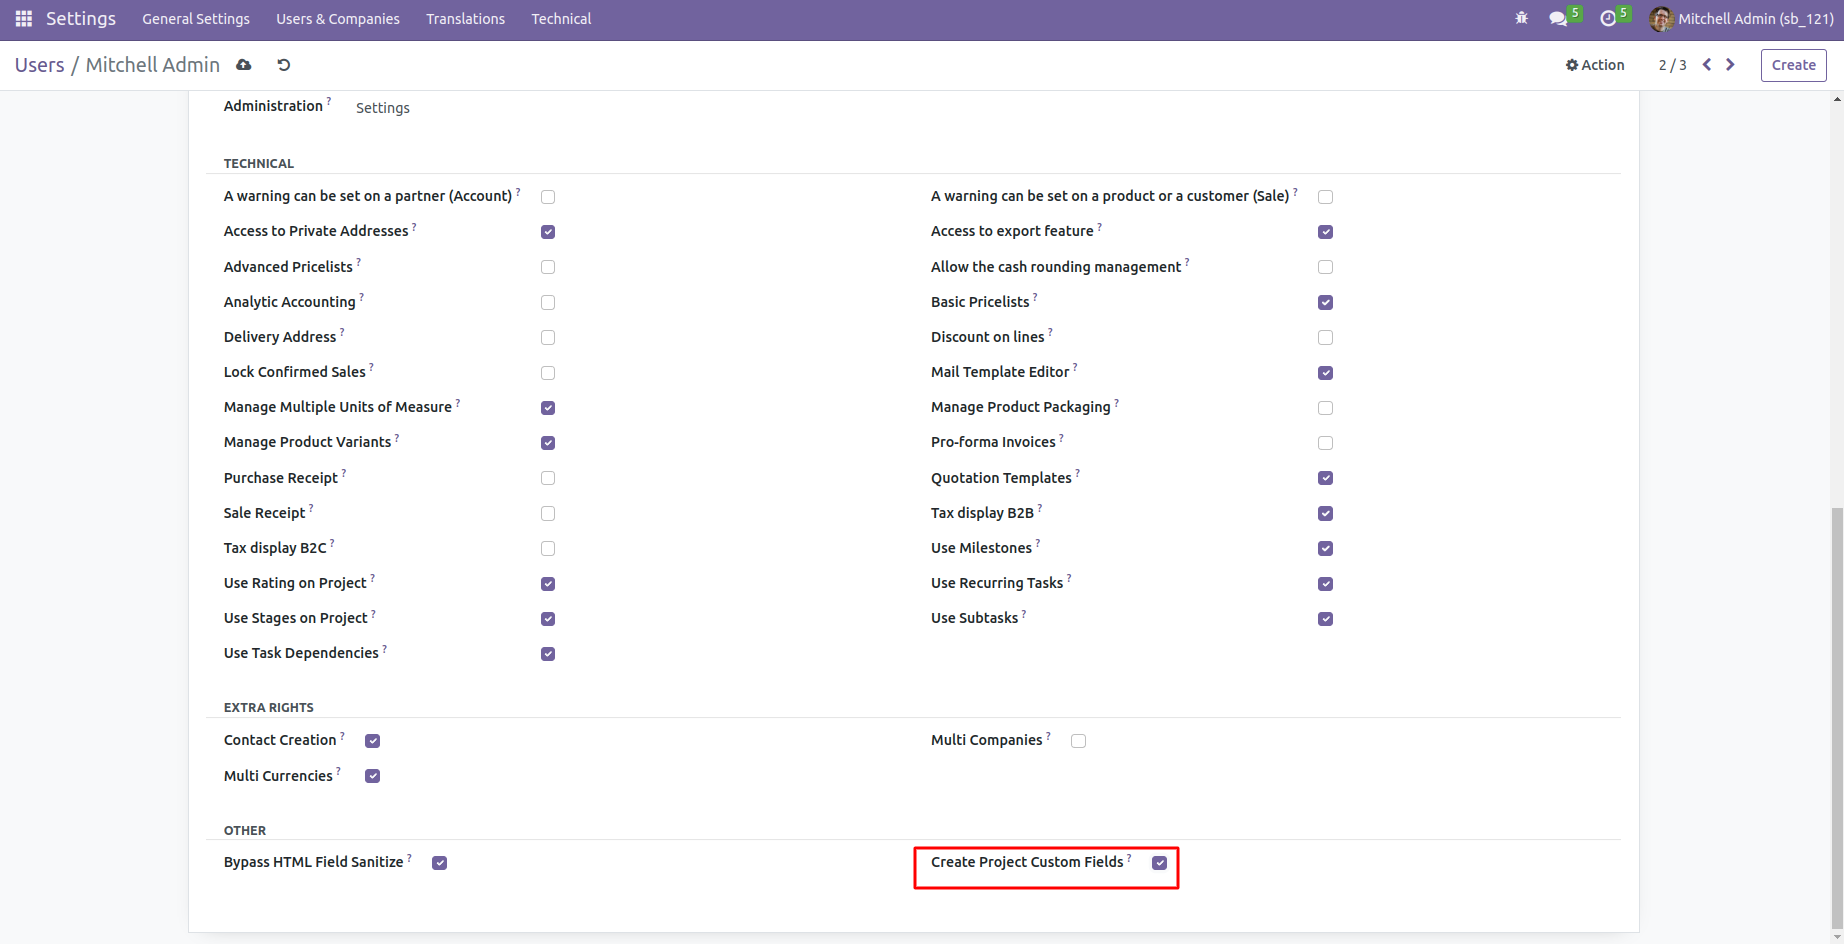 Settings General Settings Users & Companies Translations Technical 5 5 Mitchell Admin (sb_121)
Users / Mitchell Admin Action 2 / 3 Create
Administration ? Settings
TECHNICAL
A warning can be set on a partner (Account) ? A warning can be set on a product or a customer (Sale) ?
Access to Private Addresses ? Access to export feature ?
Advanced Pricelists ? Allow the cash rounding management ?
Analytic Accounting ? Basic Pricelists ?
Delivery Address ? Discount on lines ?
Lock Confirmed Sales ? Mail Template Editor ?
Manage Multiple Units of Measure ? Manage Product Packaging ?
Manage Product Variants ? Pro-forma Invoices ?
Purchase Receipt ? Quotation Templates ?
Sale Receipt ? Tax display B2B ?
Tax display B2C ? Use Milestones ?
Use Rating on Project ? Use Recurring Tasks ?
Use Stages on Project ? Use Subtasks ?
Use Task Dependencies ?
EXTRA RIGHTS
Contact Creation ? Multi Companies ?
Multi Currencies ?
OTHER
Bypass HTML Field Sanitize ? Create Project Custom Fields ?